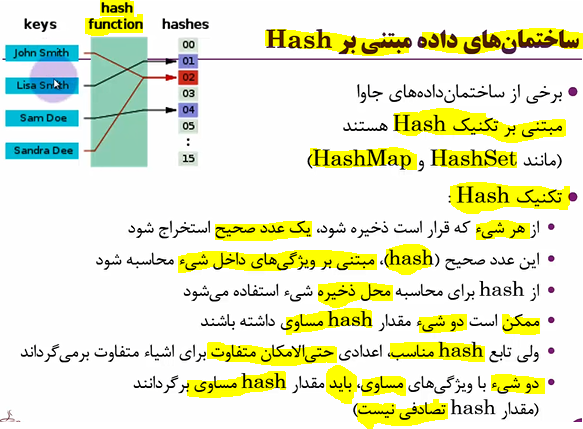 ساختمان‌های داده مبتنی بر Hash
برخی از ساختمان‌داده‌های جاوا
مبتنی بر تکنیک Hash هستند
(مانند HashSet و HashMap)
تکنیک Hash :
از هر شیء که قرار است ذخیره شود، یک عدد صحیح استخراج شود
این عدد صحیح (hash)، مبتنی بر ویژگی‌های داخل شیء محاسبه شود
از hash برای محاسبه محل ذخیره شیء استفاده می‌شود
ممکن است دو شیء مقدار hash مساوی داشته باشند
ولی تابع hash مناسب، اعدادی حتی‌الامکان متفاوت برای اشیاء متفاوت برمی‌گرداند
دو شیء با ویژگی‌های مساوی، باید مقدار hash مساوی برگردانند
(مقدار hash تصادفی نیست)
keys
hash
function
hashes
John Smith
Lisa Smith
Sam Doe
Sandra Dee
00
01
02
03
04
05
:
15